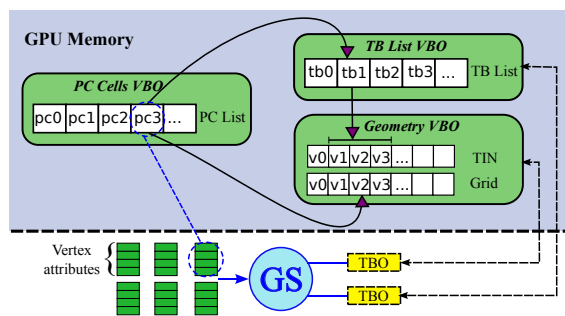 GPU Memory
TB List VBO
tb0 tb1 tb2 tb3 ... TB List
PC Cells VBO
pc0 pc1 pc2 pc3 ... PC List
Geometry VBO
v0 v1 v2 v3 ... TIN
v0 v1 v2 v3 ... Grid
Vertex
attributes
GS
TBO
TBO